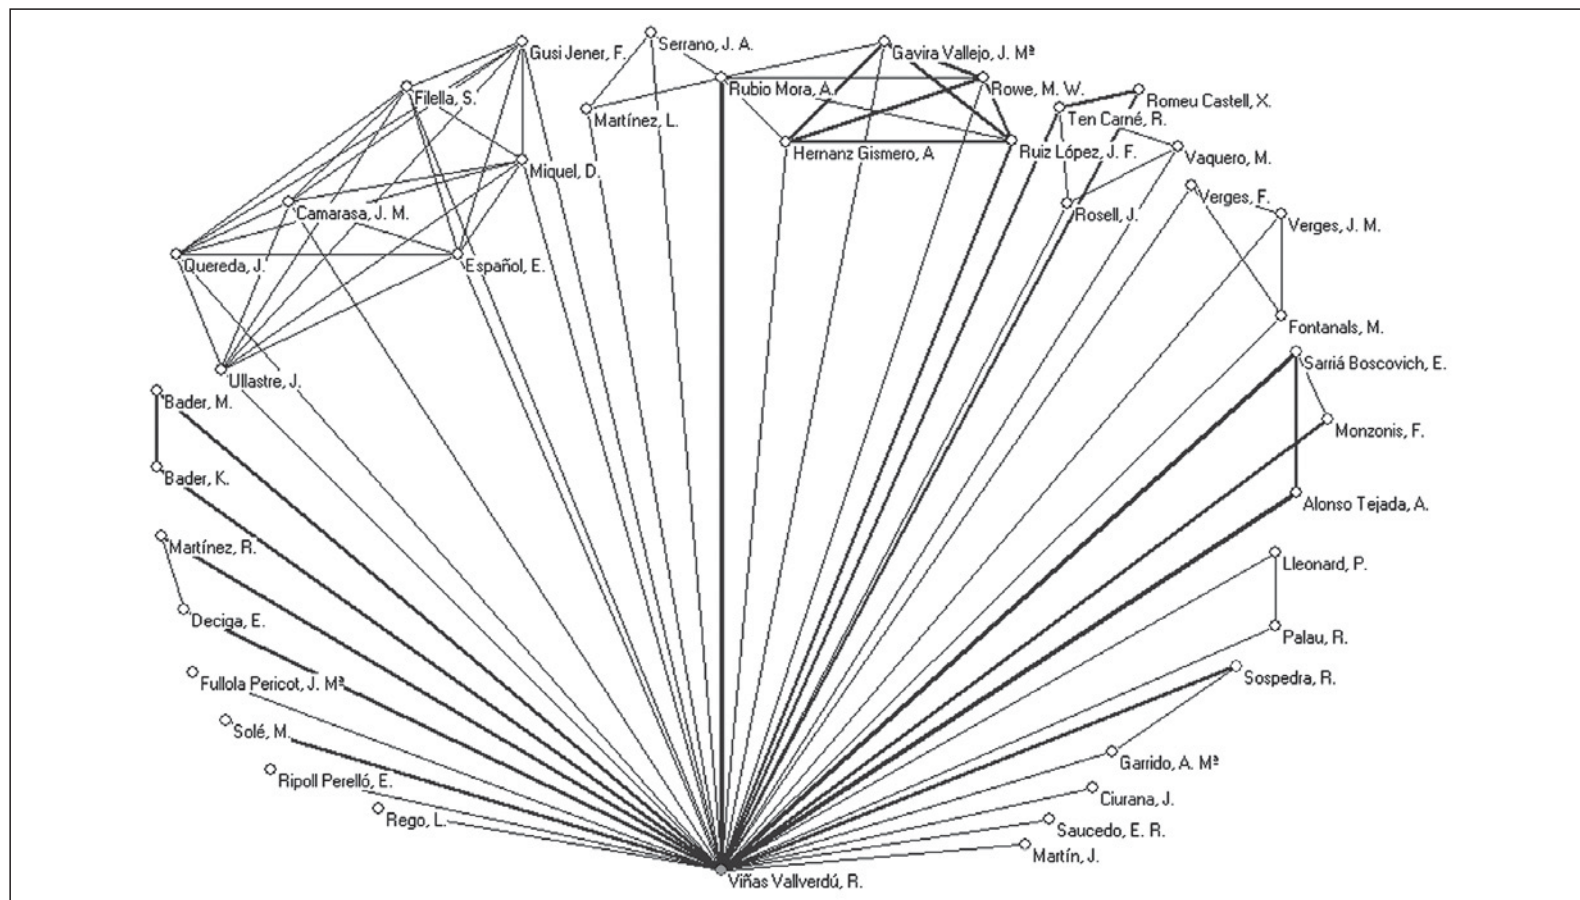 Serrano, J. A.
Gusi Jener, F.
Gavira Vallejo, J. Mª
Rubio Mora, A.
Rowe, M. W.
Filella, S.
Romeu Castell, X.
Martínez, L.
Ten Carné, R.
Hernanz Gismero, A
Ruiz López, J. F.
Vaquero, M.
Miquel, D.
Verges, F.
Camarasa, J. M.
Rosell, J.
Verges, J. M.
Quereda, J.
Español, E.
Fontanals, M.
Sarriá Boscovich, E.
Ullastre, J.
Bader, M.
Monzonis, F.
Bader, K.
Alonso Tejada, A.
Martínez, R.
Lleonard, P.
Deciga, E.
Palau, R.
Fullola Pericot, J. Mª
Sospedra, R.
Solé, M.
Garrido, A. Mª
Ripoll Perelló, E.
Ciurana, J.
Rego, L.
Saucedo, E. R.
Martín, J.
Viñas Vallverdú, R.